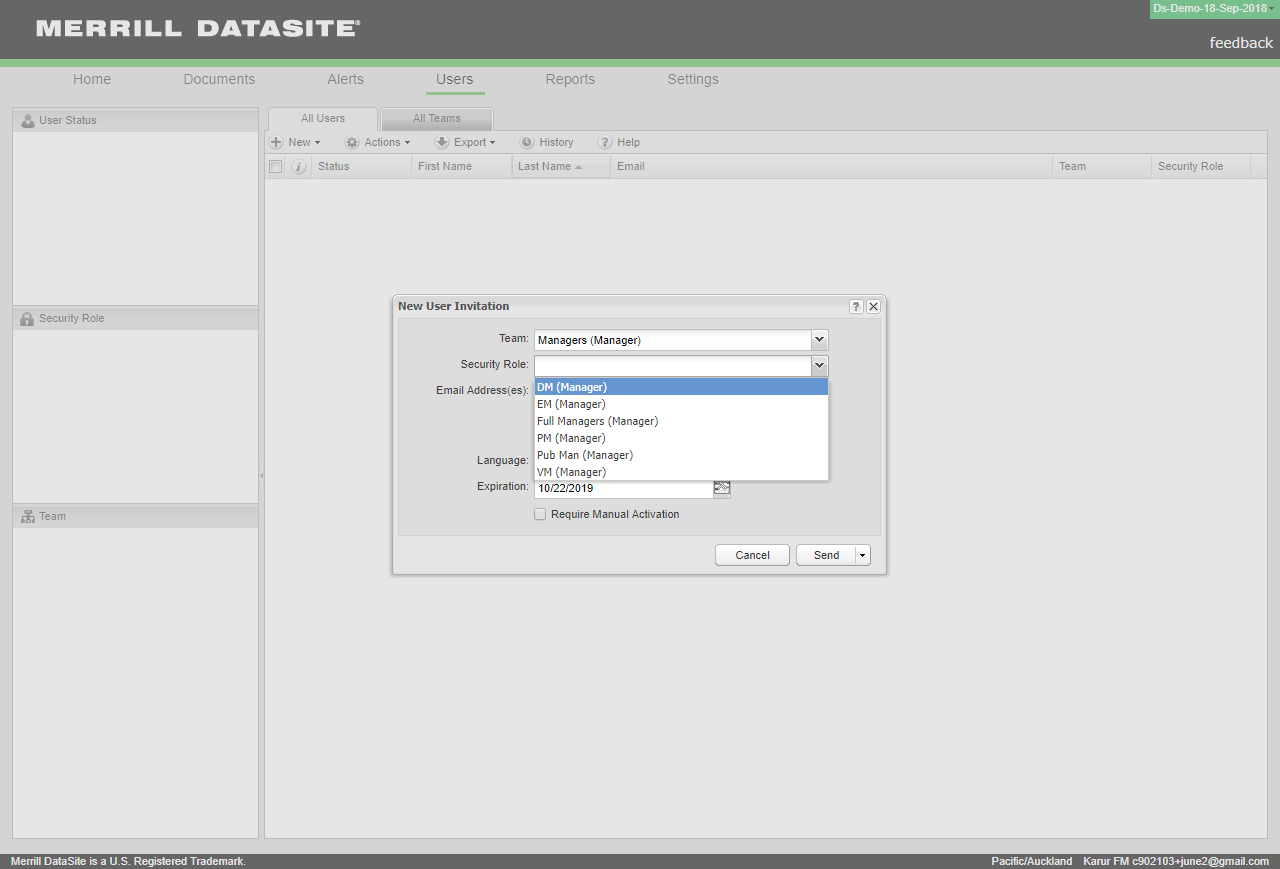 MERRILL DATASITE®
Ds-Demo-18-Sep-2018
feedback
Home Documents Alerts Users Reports Settings
User Status
All Users All Teams
New Actions Export History ? Help
i Status First Name Last Name Email Team Security Role
New User Invitation ?
Team: Managers (Manager)
Security Role:
Email Address(es):
DM (Manager)
EM (Manager)
Full Managers (Manager)
PM (Manager)
Pub Man (Manager)
VM (Manager)
Language:
Expiration: 10/22/2019
Require Manual Activation
Cancel Send
Security Role
Team
Merrill DataSite is a U.S. Registered Trademark. Pacific/Auckland Karur FM c902103+june2@gmail.com